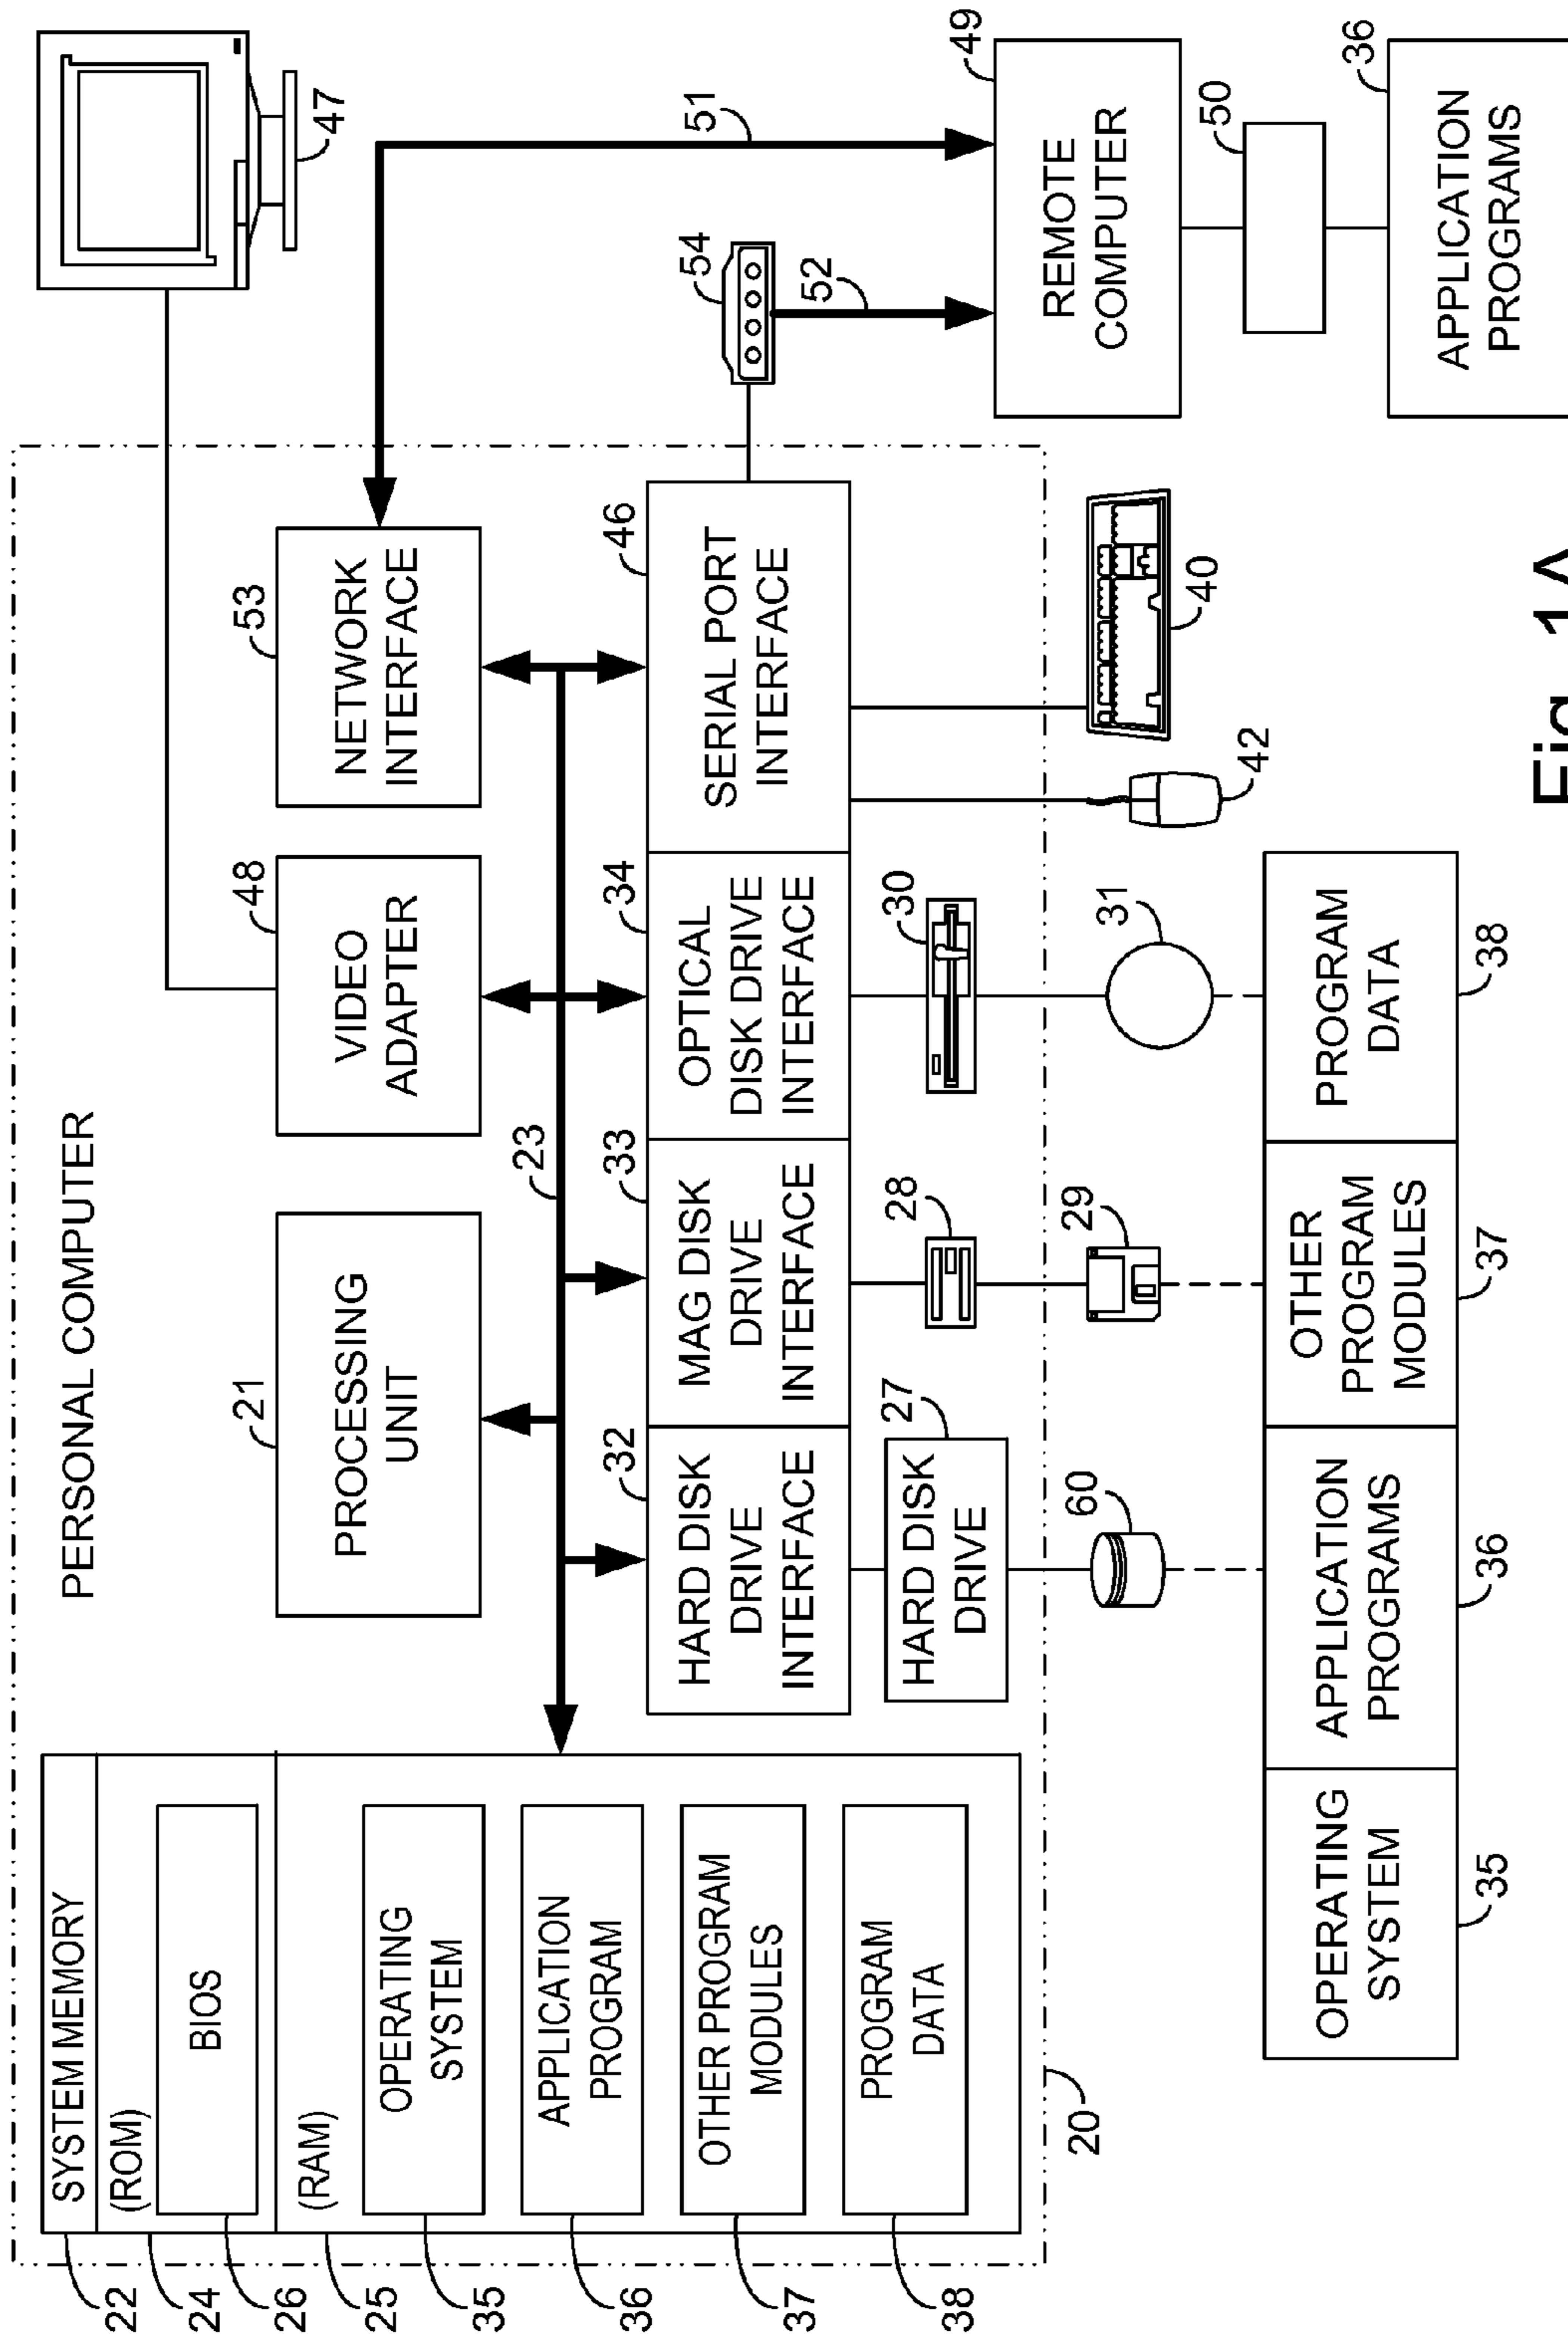 PERSONAL COMPUTER
SYSTEM MEMORY
22
(ROM)
24
BIOS
26
(RAM)
25
OPERATING
SYSTEM
35
APPLICATION
PROGRAM
36
OTHER PROGRAM
MODULES
37
PROGRAM
DATA
38
20
21
PROCESSING
UNIT
48
VIDEO
ADAPTER
53
NETWORK
INTERFACE
47
23
32
HARD DISK
DRIVE
INTERFACE
33
MAG DISK
DRIVE
INTERFACE
34
OPTICAL
DISK DRIVE
INTERFACE
46
SERIAL PORT
INTERFACE
54
51
52
27
HARD DISK
DRIVE
28
30
60
29
31
42
40
49
REMOTE
COMPUTER
50
36
APPLICATION
PROGRAMS
OPERATING
SYSTEM
35
APPLICATION
PROGRAMS
36
OTHER
PROGRAM
MODULES
37
PROGRAM
DATA
38